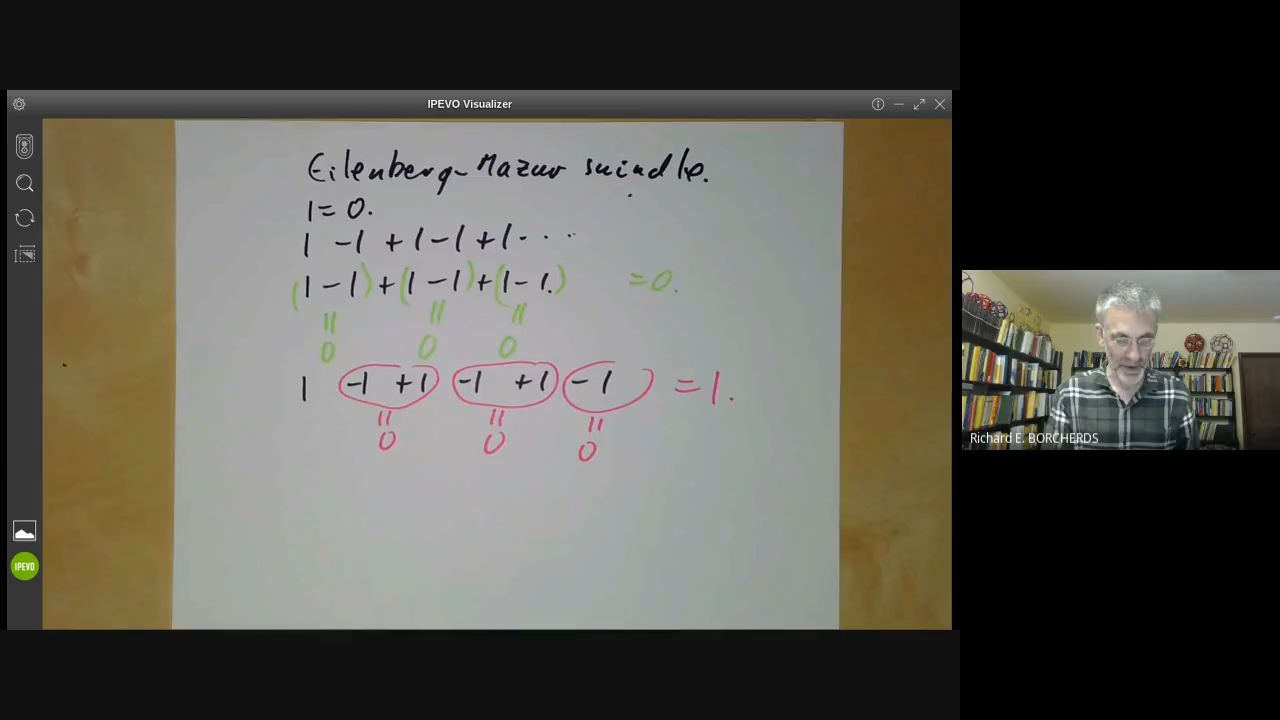 IPEVO Visualizer
Eilenberg-Mazur swindle.
1 = 0.
1 -1 +1 -1 +1 - . . .
(1 - 1) + (1 - 1) + (1 - 1.) = 0.
= = =
0 0 0
1 (-1 +1) (-1 +1) (-1 ) = 1.
= = =
0 0 0
Richard E. BORCHERDS
IPEVO